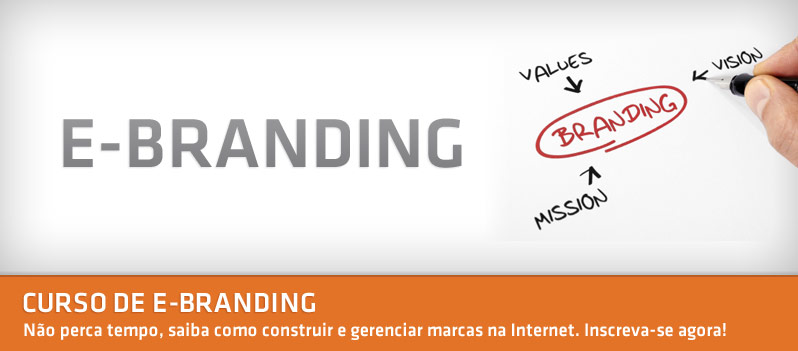 E-BRANDING
VALUES
VISION
BRANDING
MISSION
CURSO DE E-BRANDING
Não perca tempo, saiba como construir e gerenciar marcas na Internet. Inscreva-se agora!